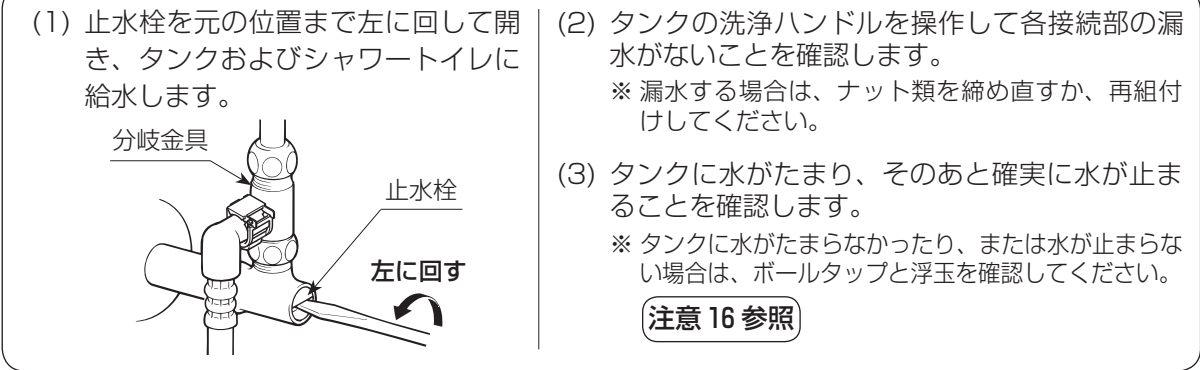 (1) 止水栓を元の位置まで左に回して開
き、タンクおよびシャワートイレに
給水します。
分岐金具
止水栓
左に回す
(2) タンクの洗浄ハンドルを操作して各接続部の漏
水がないことを確認します。
※ 漏水する場合は、ナット類を締め直すか、再組付
けしてください。
(3) タンクに水がたまり、そのあと確実に水が止ま
ることを確認します。
※ タンクに水がたまらなかったり、または水が止まらな
い場合は、ボールタップと浮玉を確認してください。
注意 16 参照